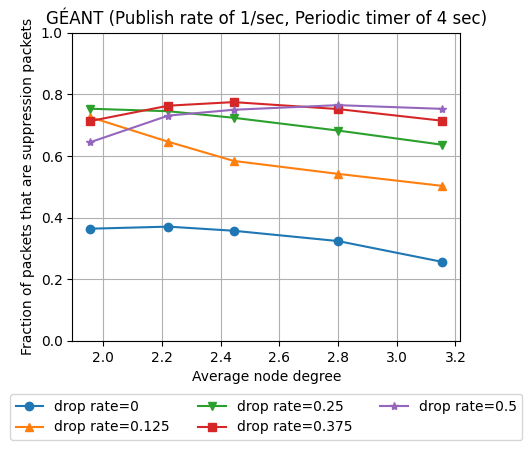 GÉANT (Publish rate of 1/sec, Periodic timer of 4 sec)
Fraction of packets that are suppression packets
1.0
0.8
0.6
0.4
0.2
0.0
2.0 2.2 2.4 2.6 2.8 3.0 3.2
Average node degree
drop rate=0 drop rate=0.25 drop rate=0.5
drop rate=0.125 drop rate=0.375